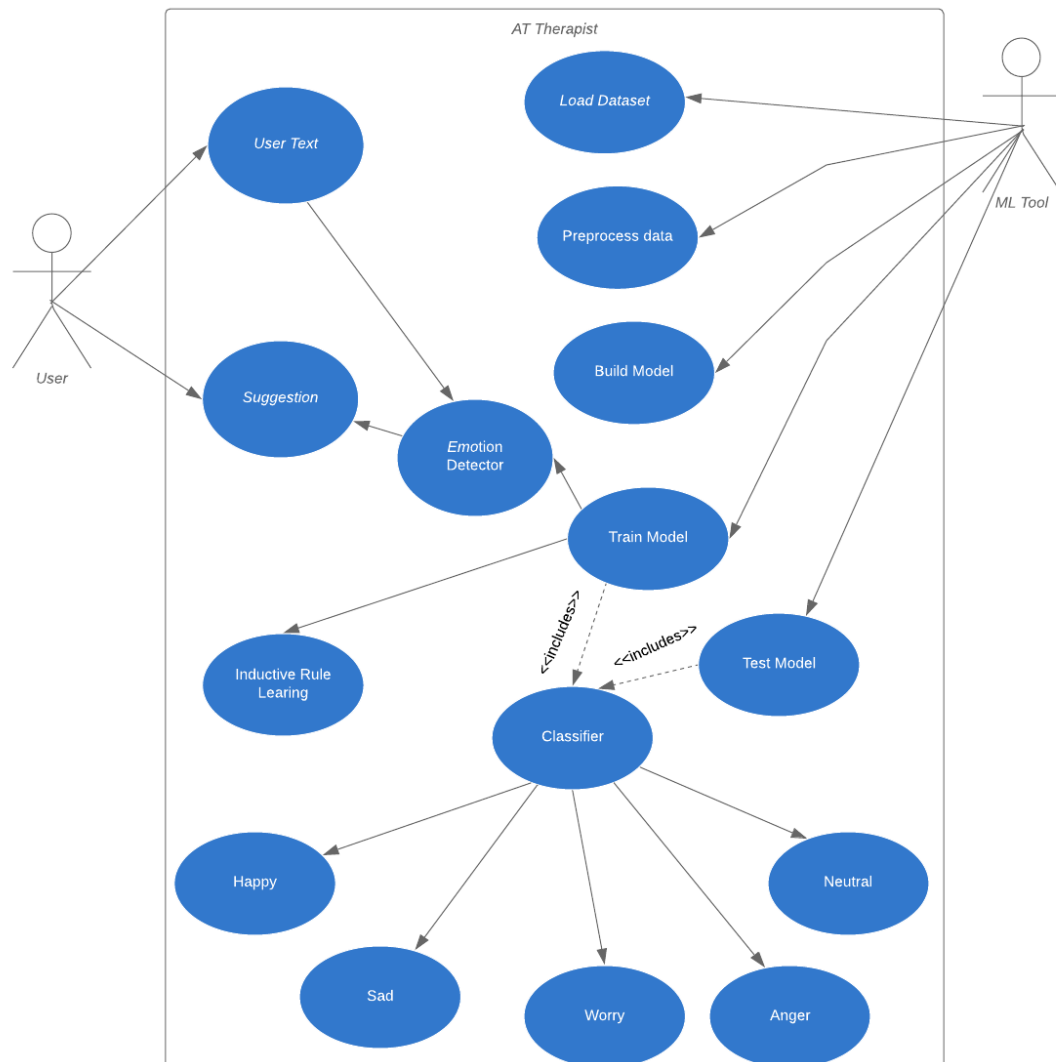 AT Therapist
Load Dataset
User Text
ML Tool
Preprocess data
User
Build Model
Suggestion
Emotion
Detector
Train Model
<<includes>>
<<includes>>
Test Model
Inductive Rule
Learing
Classifier
Happy
Neutral
Sad
Worry
Anger